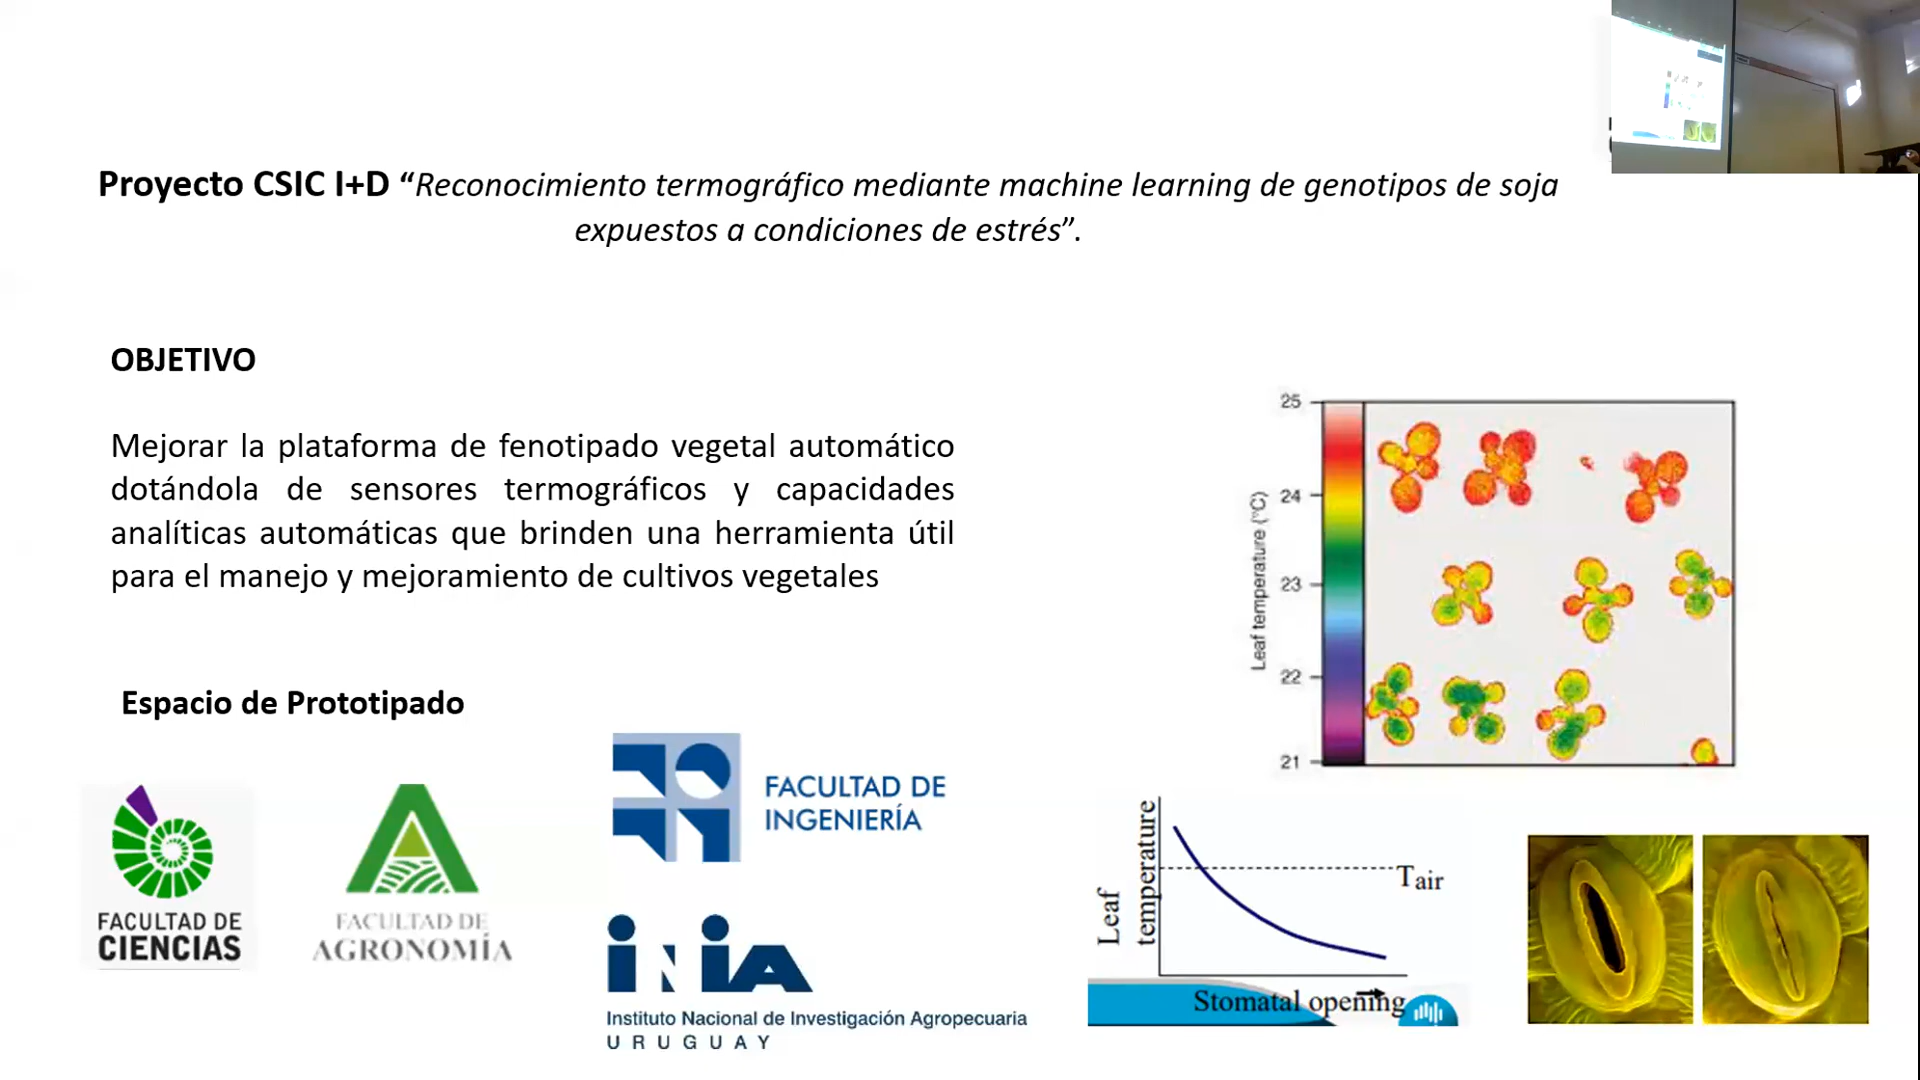 Proyecto CSIC I+D “Reconocimiento termográfico mediante machine learning de genotipos de soja
expuestos a condiciones de estrés”.
OBJETIVO
Mejorar la plataforma de fenotipado vegetal automático
dotándola de sensores termográficos y capacidades
analíticas automáticas que brinden una herramienta útil
para el manejo y mejoramiento de cultivos vegetales
Espacio de Prototipado
FACULTAD DE
CIENCIAS
FACULTAD DE
AGRONOMÍA
FACULTAD DE
INGENIERÍA
iNiA
Instituto Nacional de Investigación Agropecuaria
URUGUAY
Leaf temperature (°C)
25
24
23
22
21
Leaf
temperature
Tair
Stomatal opening